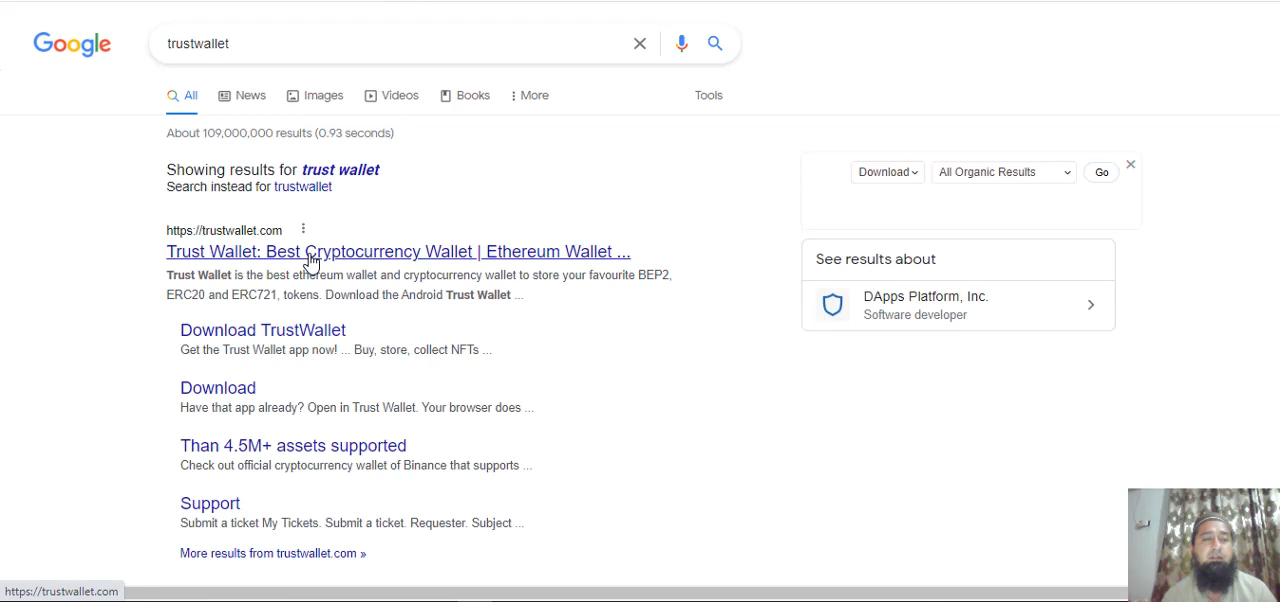 Google
trustwallet
All News Images Videos Books More Tools
About 109,000,000 results (0.93 seconds)
Showing results for trust wallet
Search instead for trustwallet
Download All Organic Results Go
https://trustwallet.com
Trust Wallet: Best Cryptocurrency Wallet | Ethereum Wallet ...
Trust Wallet is the best ethereum wallet and cryptocurrency wallet to store your favourite BEP2,
ERC20 and ERC721, tokens. Download the Android Trust Wallet ...
See results about
DApps Platform, Inc.
Software developer
Download TrustWallet
Get the Trust Wallet app now! ... Buy, store, collect NFTs ...
Download
Have that app already? Open in Trust Wallet. Your browser does ...
Than 4.5M+ assets supported
Check out official cryptocurrency wallet of Binance that supports ...
Support
Submit a ticket My Tickets. Submit a ticket. Requester. Subject ...
More results from trustwallet.com »
https://trustwallet.com